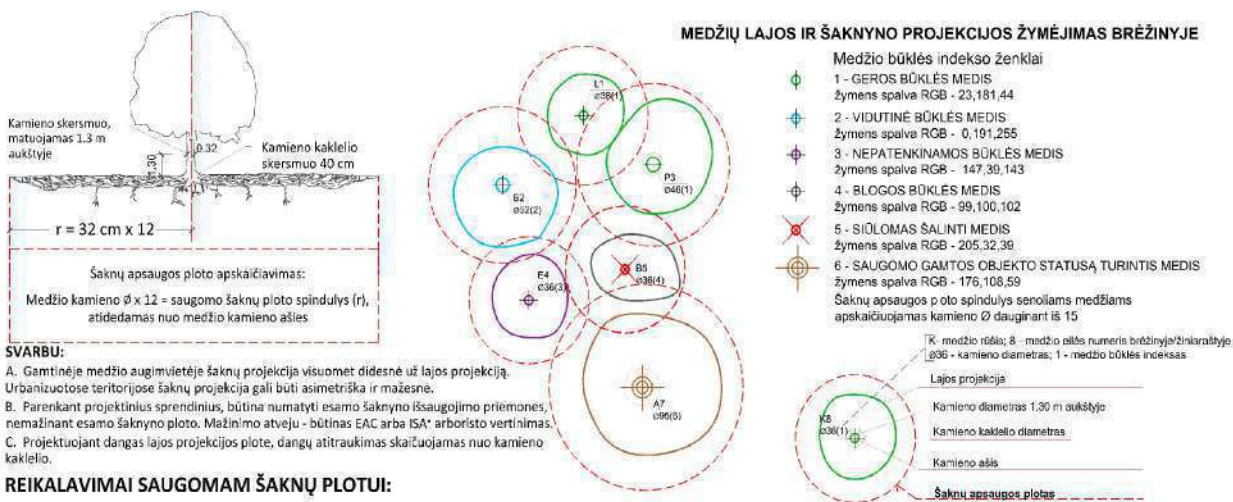 MEDŽIŲ LAJOS IR ŠAKNYNO PROJEKCIJOS ŽYMĖJIMAS BRĖŽINYJE
Kamieno skersmuo,
matuojamas 1.3 m
aukštyje
0.32
1.30
Kamieno kaklelio
skersmuo 40 cm
r = 32 cm x 12
Šaknų apsaugos ploto apskaičiavimas:
Medžio kamieno Ø x 12 = saugomo šaknų ploto spindulys (r),
atidedamas nuo medžio kamieno ašies
SVARBU:
A. Gamtinėje medžio augimvietėje šaknų projekcija visuomet didesnė už lajos projekciją.
Urbanizuotose teritorijose šaknų projekcija gali būti asimetriška ir mažesnė.
B. Parenkant projektinius sprendinius, būtina numatyti esamo šaknyno išsaugojimo priemones,
nemažinant esamo šaknyno ploto. Mažinimo atveju - būtinas EAC arba ISA* arboristo vertinimas.
C. Projektuojant dangas lajos projekcijos plote, dangų atitraukimas skaičuojamas nuo kamieno
kaklelio.
REIKALAVIMAI SAUGOMAM ŠAKNŲ PLOTUI:
L1
ø36(1)
P3
ø46(1)
B2
ø52(2)
E4
ø36(3)
ø36(4)
A7
Medžio būklės indekso ženklai
1 - GEROS BŪKLĖS MEDIS
žymens spalva RGB - 23,181,44
2 - VIDUTINĖ BŪKLĖS MEDIS
žymens spalva RGB - 0,191,255
3 - NEPATENKINAMOS BŪKLĖS MEDIS
žymens spalva RGB - 147,39,143
4 - BLOGOS BŪKLĖS MEDIS
žymens spalva RGB - 99,100,102
5 - SIŪLOMAS ŠALINTI MEDIS
žymens spalva RGB - 205,32,39
6 - SAUGOMO GAMTOS OBJEKTO STATUSĄ TURINTIS MEDIS
žymens spalva RGB - 176,108,59
Šaknų apsaugos p oto spindulys senoliams medžiams
apskaičiuojamas kamieno Ø dauginant iš 15
K- medžio rūšis; 8 - medžio eilės numeris brėžinyje/žiniaraštyje
ø36 - kamieno diametras; 1 - medžio būklės indeksas
Lajos projekcija
Kamieno diametras 1.30 m aukštyje
Kamieno kaklelio diametras
Kamieno ašis
Šaknų apsaugos plotas
K8
ø36(1)